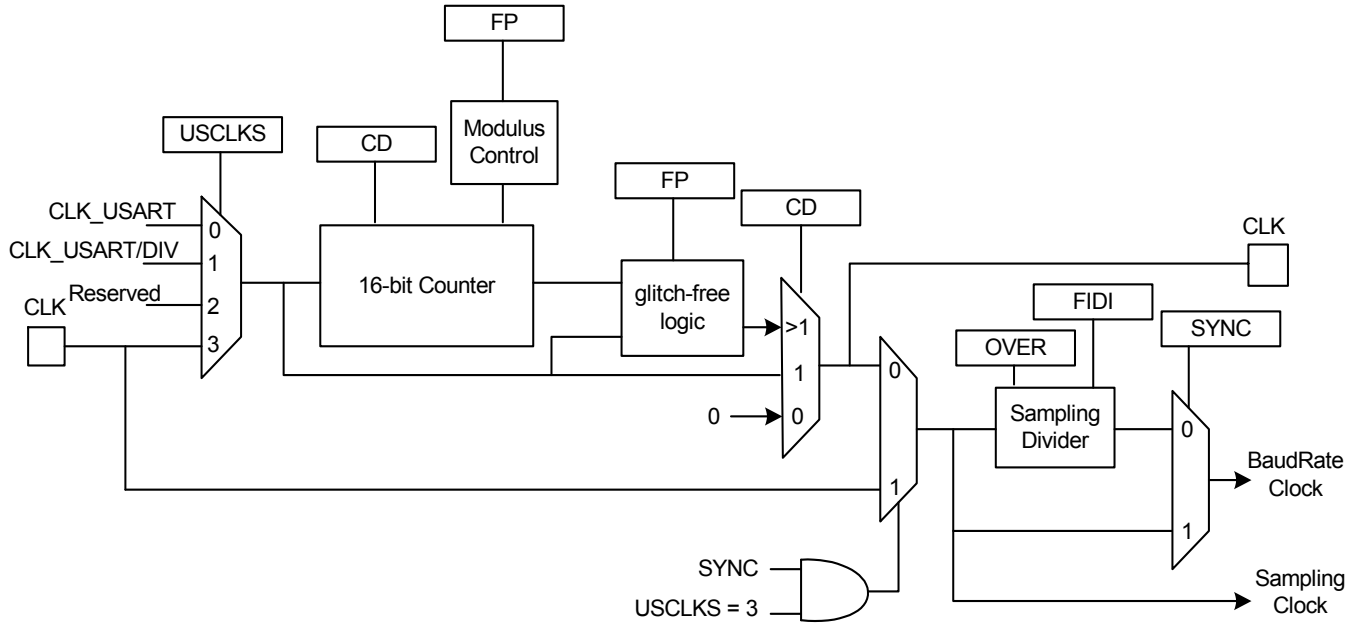 FP
Modulus
Control
USCLKS
CD
FP
CD
CLK_USART
0
CLK_USART/DIV
1
Reserved
2
CLK
3
16-bit Counter
glitch-free
logic
>1
1
0
0
CLK
FIDI
OVER
SYNC
0
1
Sampling
Divider
0
1
BaudRate
Clock
SYNC
USCLKS = 3
Sampling
Clock